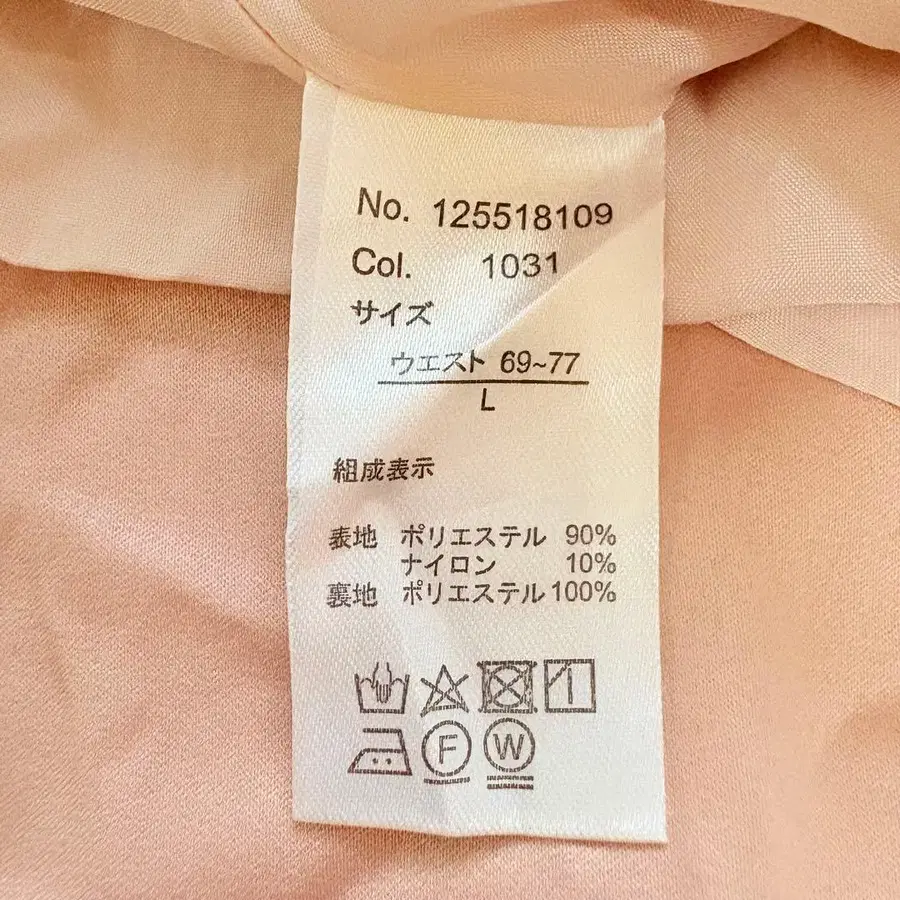 No. 125518109
Col. 1031
サイズ
ウエスト 69~77
L
組成表示
表地 ポリエステル 90%
ナイロン 10%
裏地 ポリエステル 100%
F W